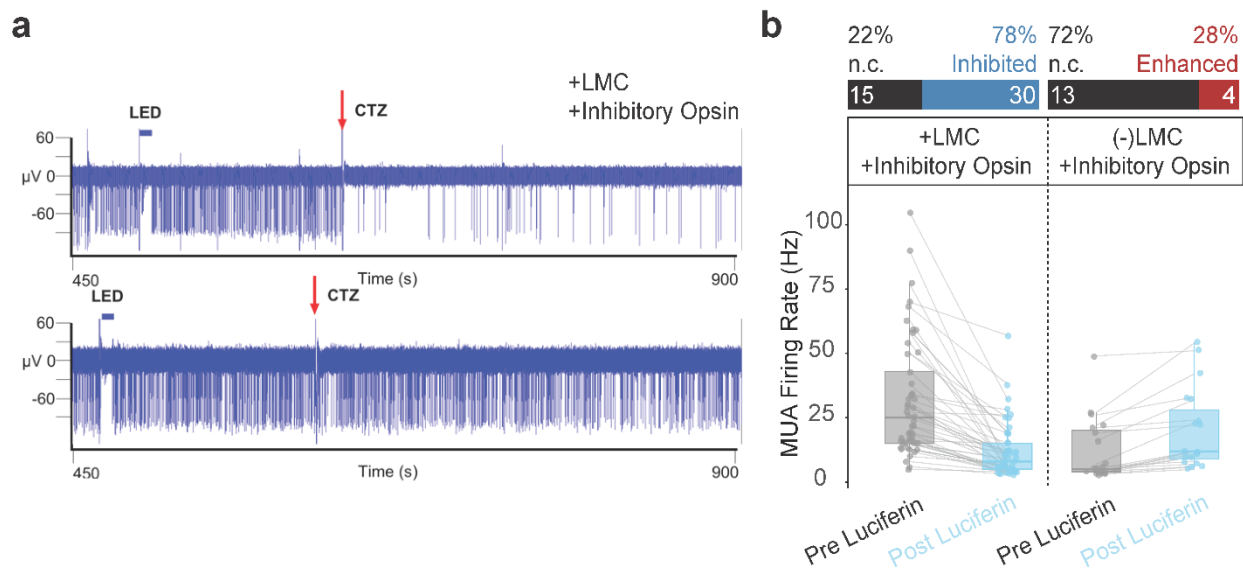 a
+LMC
+Inhibitory Opsin
LED
CTZ
60
µV 0
-60
450
Time (s)
900
LED
CTZ
60
µV 0
-60
450
Time (s)
900
b
22% 78% 72% 28%
n.c. Inhibited n.c. Enhanced
15 30 13 4
+LMC (-)LMC
+Inhibitory Opsin +Inhibitory Opsin
MUA Firing Rate (Hz)
100
75
50
25
0
Pre Luciferin Post Luciferin Pre Luciferin Post Luciferin